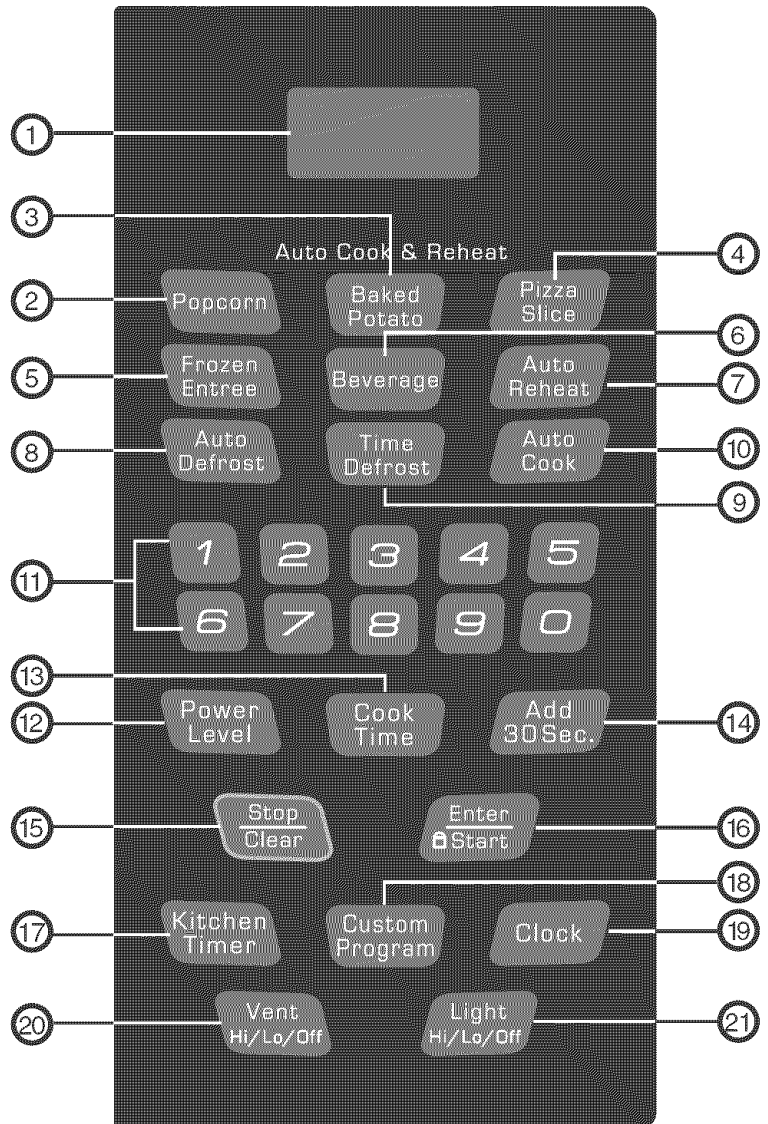 1
3
Auto Cook & Reheat
4
2
Popcorn
Baked
Potato
Pizza
Slice
6
5
Frozen
Entree
Beverage
Auto
Reheat
7
8
Auto
Defrost
Time
Defrost
Auto
Cook
10
9
11
1 2 3 4 5
6 7 8 9 0
13
12
Power
Level
Cook
Time
Add
30Sec.
14
15
Stop
Clear
Enter
Start
16
18
17
Kitchen
Timer
Custom
Program
Clock
19
20
Vent
Hi/Lo/Off
Light
Hi/Lo/Off
21